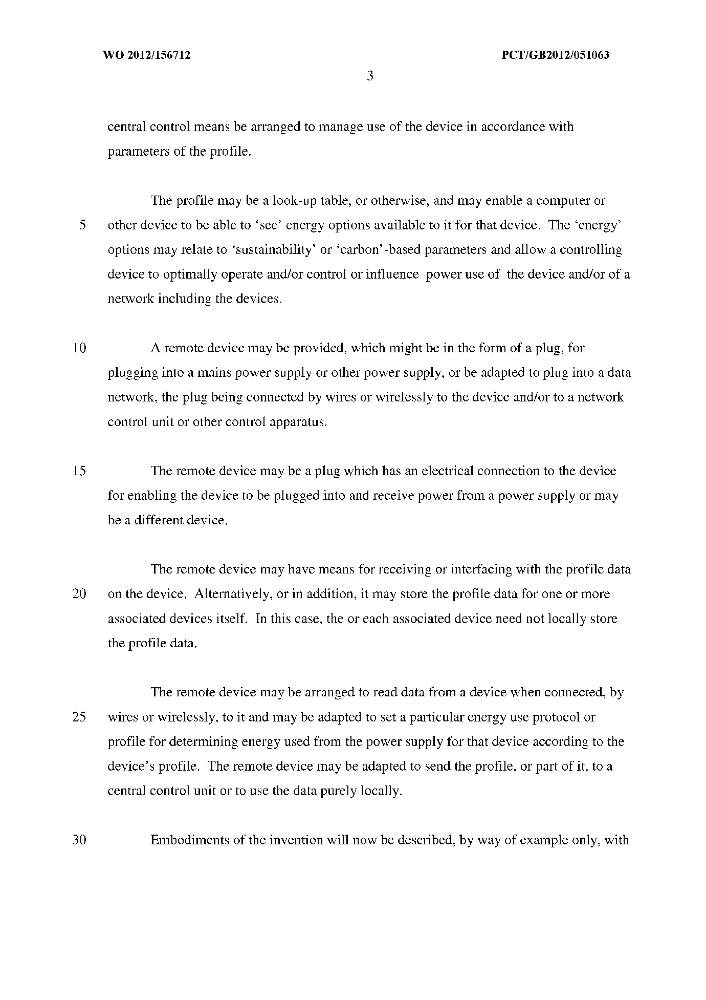 WO 2012/156712 PCT/GB2012/051063
3
central control means be arranged to manage use of the device in accordance with
parameters of the profile.
The profile may be a look-up table, or otherwise, and may enable a computer or
5 other device to be able to ‘see’ energy options available to it for that device. The ‘energy’
options may relate to ‘sustainability’ or ‘carbon’-based parameters and allow a controlling
device to optimally operate and/or control or influence power use of the device and/or of a
network including the devices.
10 A remote device may be provided, which might be in the form of a plug, for
plugging into a mains power supply or other power supply, or be adapted to plug into a data
network, the plug being connected by wires or wirelessly to the device and/or to a network
control unit or other control apparatus.
15 The remote device may be a plug which has an electrical connection to the device
for enabling the device to be plugged into and receive power from a power supply or may
be a different device.
The remote device may have means for receiving or interfacing with the profile data
20 on the device. Alternatively, or in addition, it may store the profile data for one or more
associated devices itself. In this case, the or each associated device need not locally store
the profile data.
The remote device may be arranged to read data from a device when connected, by
25 wires or wirelessly, to it and may be adapted to set a particular energy use protocol or
profile for determining energy used from the power supply for that device according to the
device’s profile. The remote device may be adapted to send the profile, or part of it, to a
central control unit or to use the data purely locally.
30 Embodiments of the invention will now be described, by way of example only, with